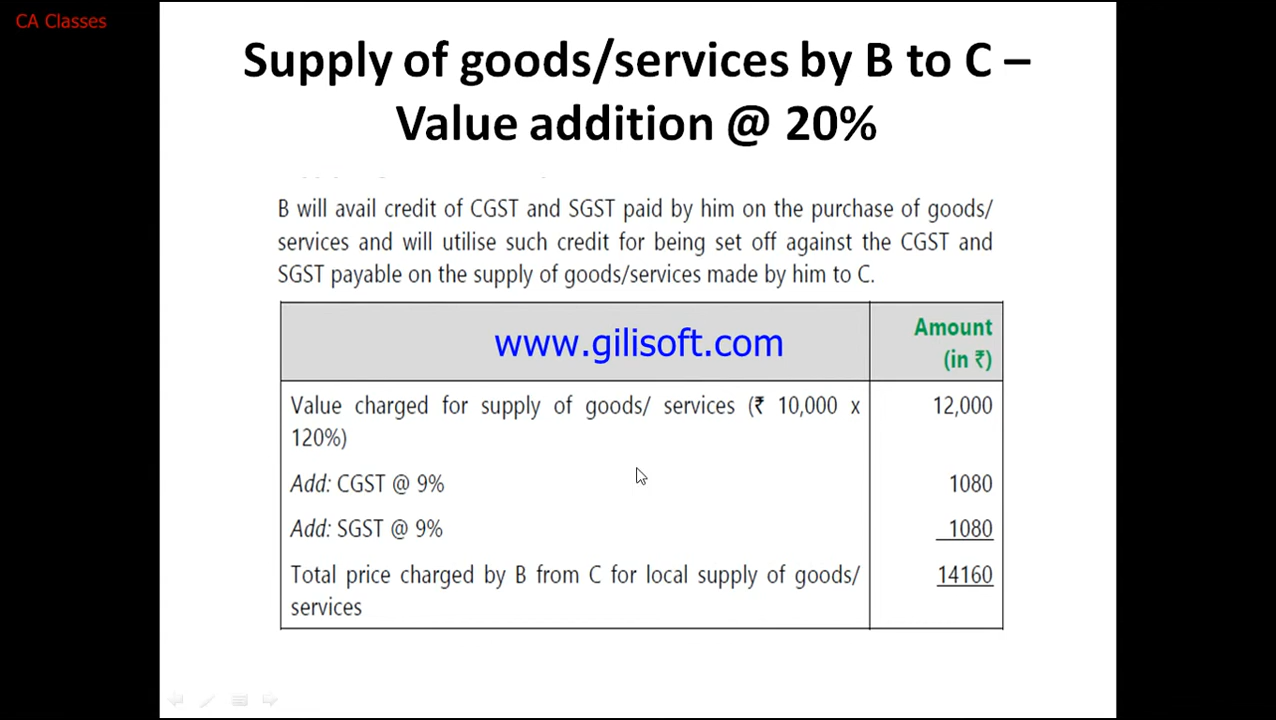 CA Classes
Supply of goods/services by B to C –
Value addition @ 20%
B will avail credit of CGST and SGST paid by him on the purchase of goods/
services and will utilise such credit for being set off against the CGST and
SGST payable on the supply of goods/services made by him to C.
www.gilisoft.com
Amount
(in ₹)
Value charged for supply of goods/ services (₹ 10,000 x 12,000
120%)
Add: CGST @ 9% 1080
Add: SGST @ 9% 1080
Total price charged by B from C for local supply of goods/ 14160
services